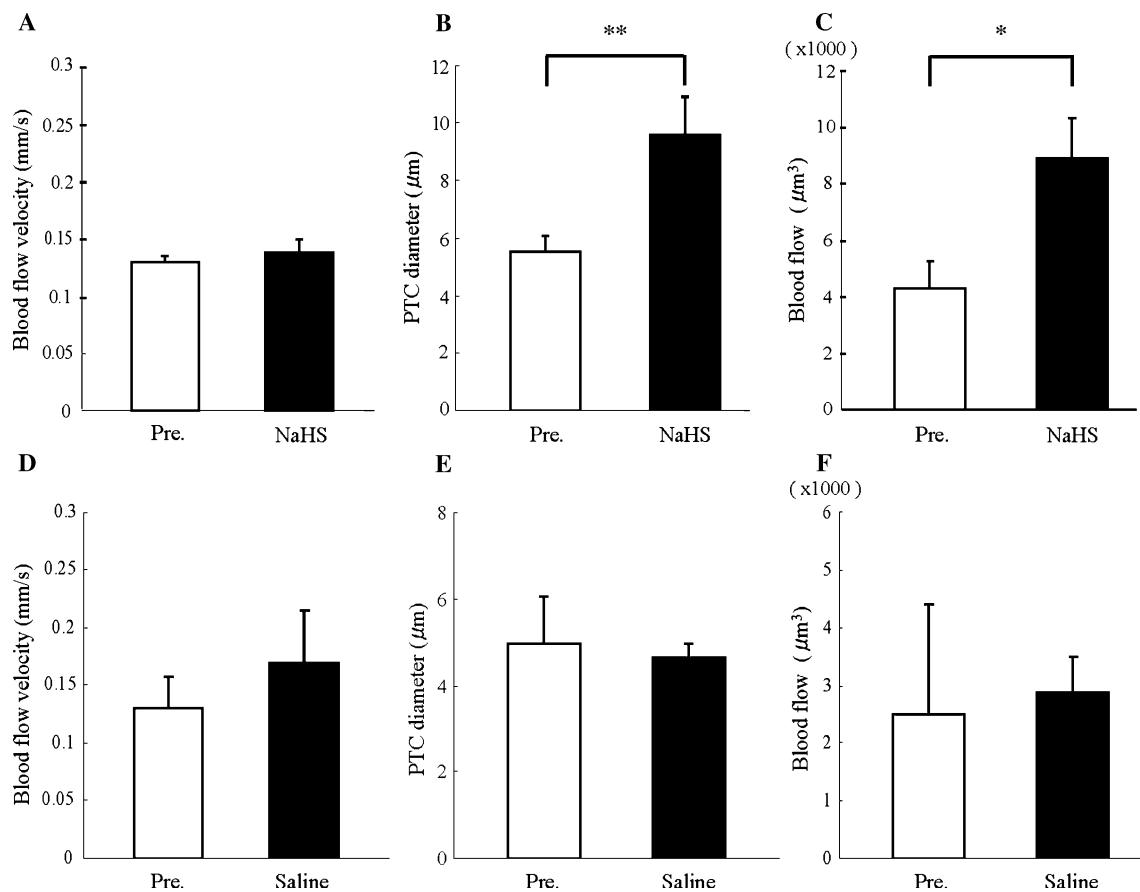 A
B
C
(x1000)
**
*
0.3
0.25
0.2
0.15
0.1
0.05
0
Blood flow velocity (mm/s)
Pre.
NaHS
12
10
8
6
4
2
0
PTC diameter (μm)
Pre.
NaHS
12
10
8
6
4
2
0
Blood flow (μm³)
Pre.
NaHS
D
E
F
(x1000)
0.3
0.25
0.2
0.15
0.1
0.05
0
Blood flow velocity (mm/s)
Pre.
Saline
8
6
4
2
0
PTC diameter (μm)
Pre.
Saline
6
5
4
3
2
1
0
Blood flow (μm³)
Pre.
Saline